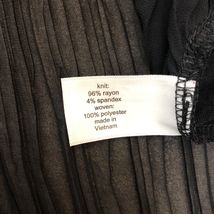 knit:
96% rayon
4% spandex
woven:
100% polyester
made in
Vietnam